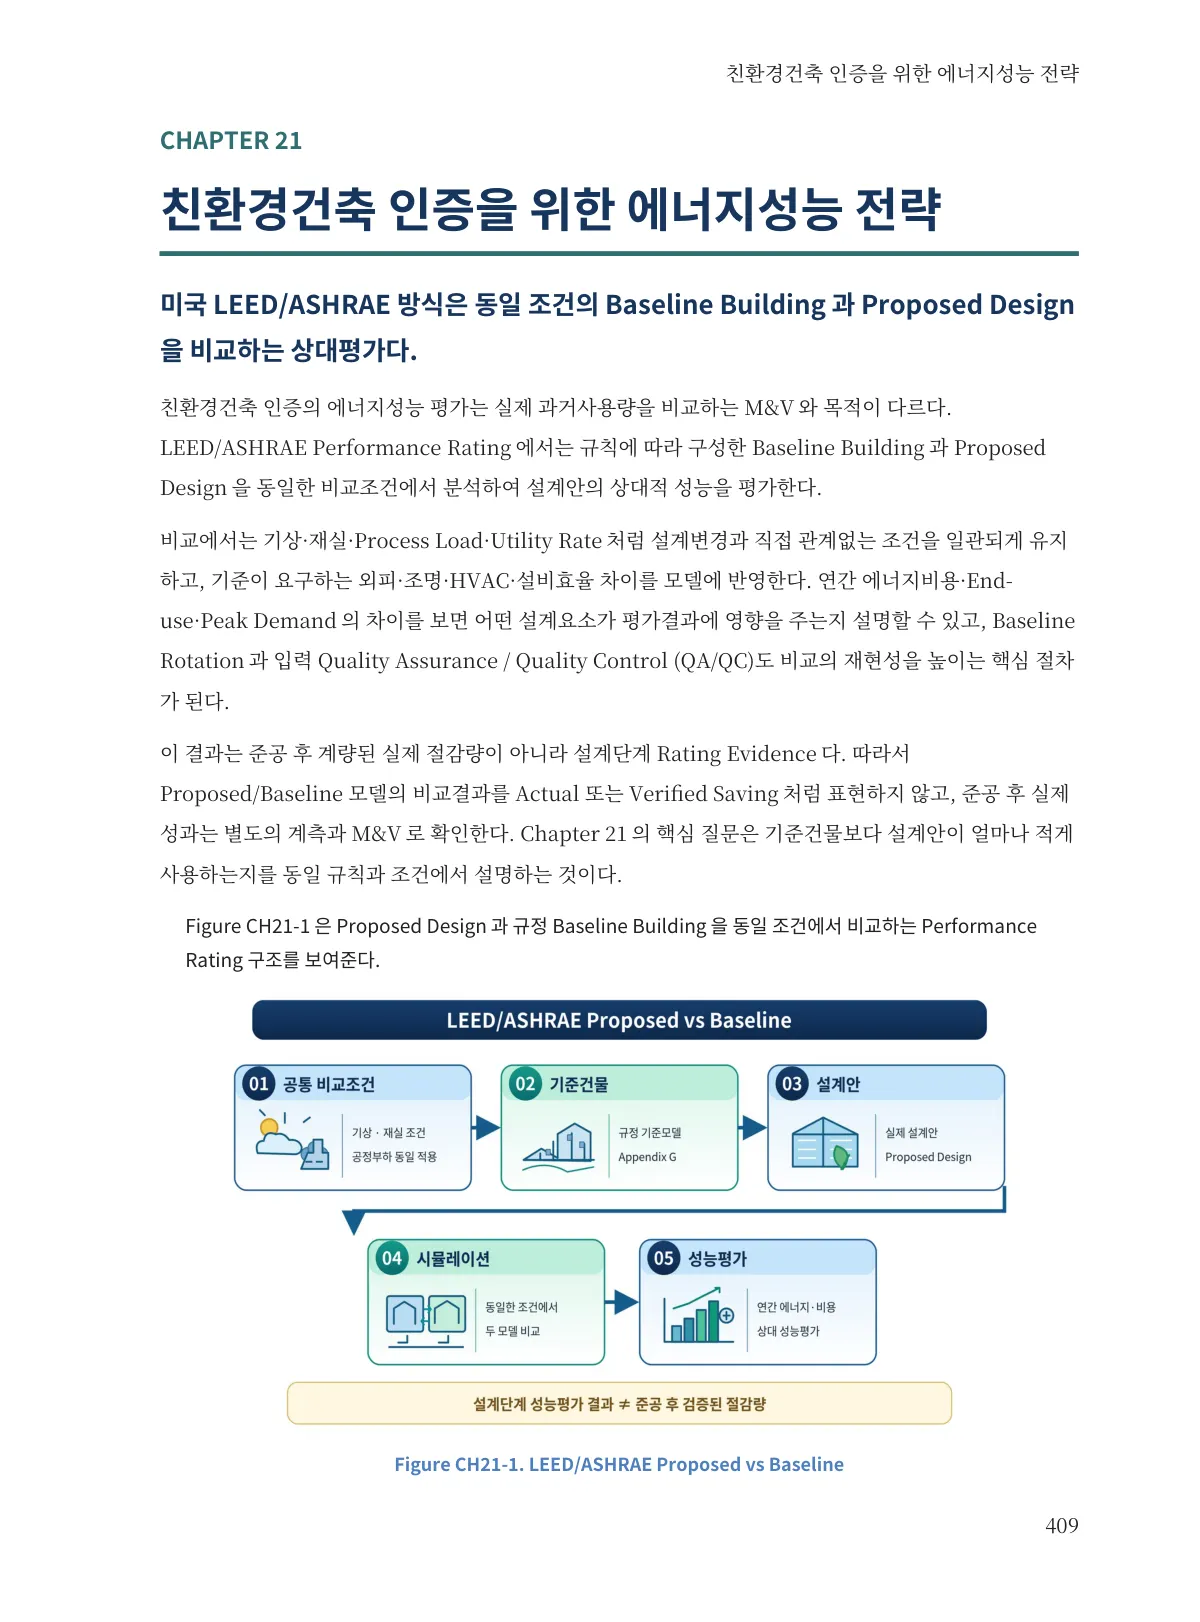 친환경건축 인증을 위한 에너지성능 전략
CHAPTER 21
친환경건축 인증을 위한 에너지성능 전략
미국 LEED/ASHRAE 방식은 동일 조건의 Baseline Building 과 Proposed Design
을 비교하는 상대평가다.
친환경건축 인증의 에너지성능 평가는 실제 과거사용량을 비교하는 M&V 와 목적이 다르다.
LEED/ASHRAE Performance Rating 에서는 규칙에 따라 구성한 Baseline Building 과 Proposed
Design 을 동일한 비교조건에서 분석하여 설계안의 상대적 성능을 평가한다.
비교에서는 기상·재실·Process Load·Utility Rate 처럼 설계변경과 직접 관계없는 조건을 일관되게 유지
하고, 기준이 요구하는 외피·조명·HVAC·설비효율 차이를 모델에 반영한다. 연간 에너지비용·End-
use·Peak Demand 의 차이를 보면 어떤 설계요소가 평가결과에 영향을 주는지 설명할 수 있고, Baseline
Rotation 과 입력 Quality Assurance / Quality Control (QA/QC)도 비교의 재현성을 높이는 핵심 절차
가 된다.
이 결과는 준공 후 계량된 실제 절감량이 아니라 설계단계 Rating Evidence 다. 따라서
Proposed/Baseline 모델의 비교결과를 Actual 또는 Verified Saving 처럼 표현하지 않고, 준공 후 실제
성과는 별도의 계측과 M&V 로 확인한다. Chapter 21 의 핵심 질문은 기준건물보다 설계안이 얼마나 적게
사용하는지를 동일 규칙과 조건에서 설명하는 것이다.
Figure CH21-1 은 Proposed Design 과 규정 Baseline Building 을 동일 조건에서 비교하는 Performance
Rating 구조를 보여준다.
LEED/ASHRAE Proposed vs Baseline
01 공통 비교조건
기상 · 재실 조건
공정부하 동일 적용
02 기준건물
규정 기준모델
Appendix G
03 설계안
실제 설계안
Proposed Design
04 시뮬레이션
동일한 조건에서
두 모델 비교
05 성능평가
연간 에너지·비용
상대 성능평가
설계단계 성능평가 결과 ≠ 준공 후 검증된 절감량
Figure CH21-1. LEED/ASHRAE Proposed vs Baseline
409